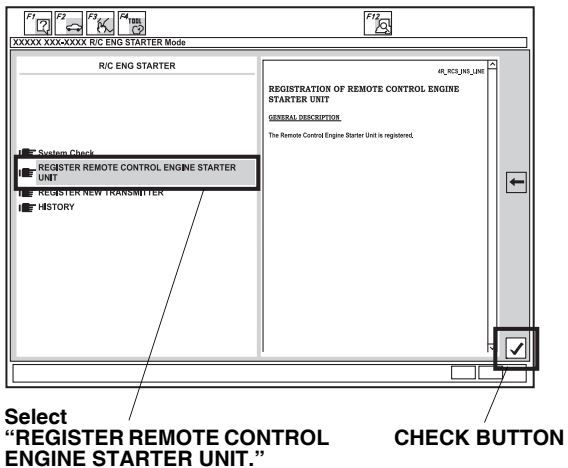 F1 F2 F3 F4 TOOL F12
XXXXX XXX-XXXX R/C ENG STARTER Mode
R/C ENG STARTER
System Check
REGISTER REMOTE CONTROL ENGINE STARTER
UNIT
REGISTER NEW TRANSMITTER
HISTORY
4R_RCS_INS_LINE
REGISTRATION OF REMOTE CONTROL ENGINE
STARTER UNIT
GENERAL DESCRIPTION
The Remote Control Engine Starter Unit is registered.
Select
“REGISTER REMOTE CONTROL
ENGINE STARTER UNIT.”
CHECK BUTTON